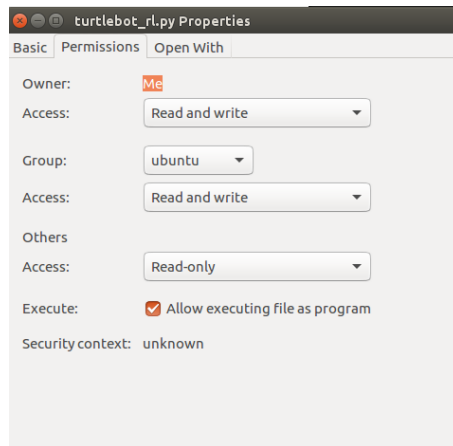 turtlebot_rl.py Properties
Basic Permissions Open With
Owner: Me
Access: Read and write
Group: ubuntu
Access: Read and write
Others
Access: Read-only
Execute: Allow executing file as program
Security context: unknown